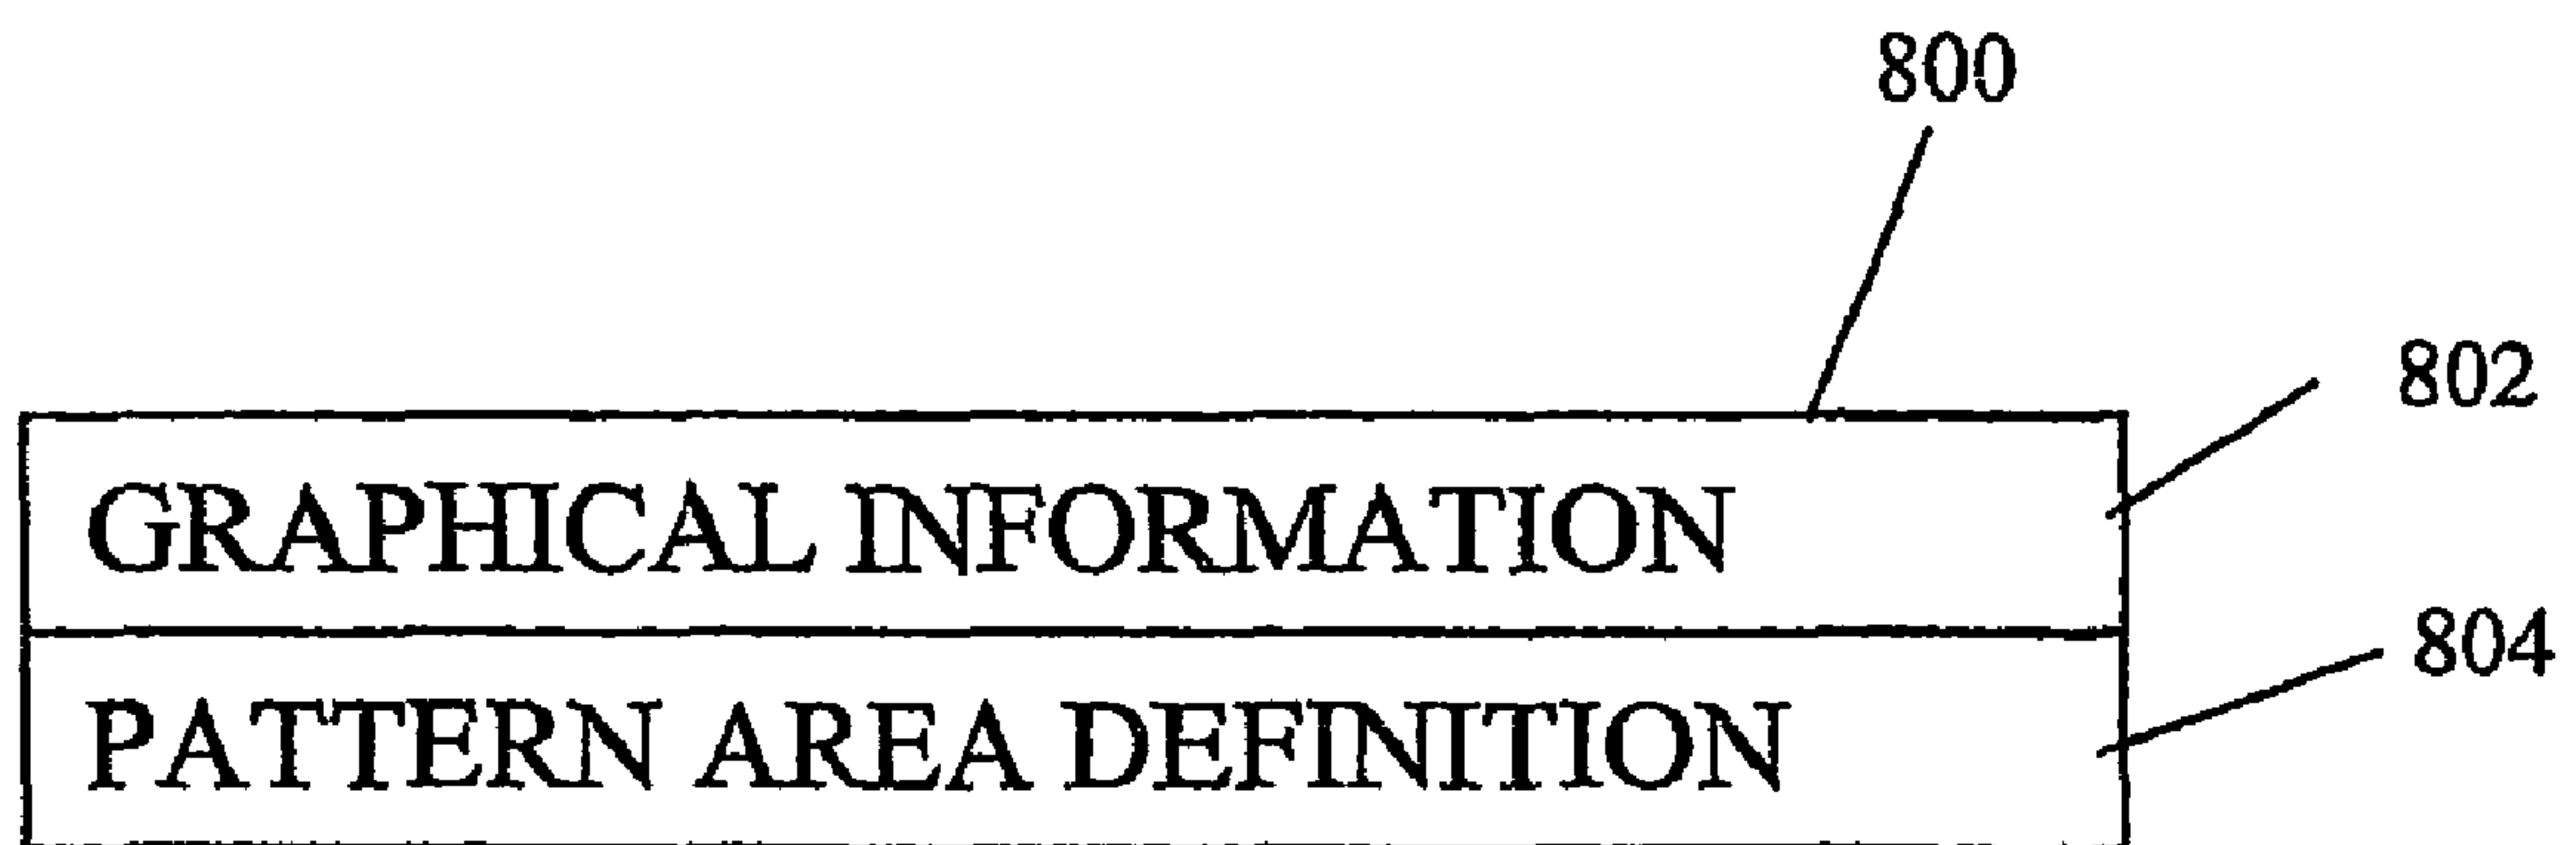 800
802
GRAPHICAL INFORMATION
804
PATTERN AREA DEFINITION